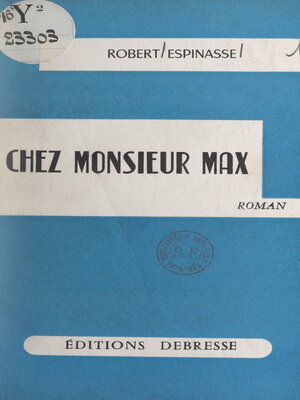 16 Y²
23303
ROBERT ESPINASSE
CHEZ MONSIEUR MAX
ROMAN
R.F.
ÉDITIONS DEBRESSE